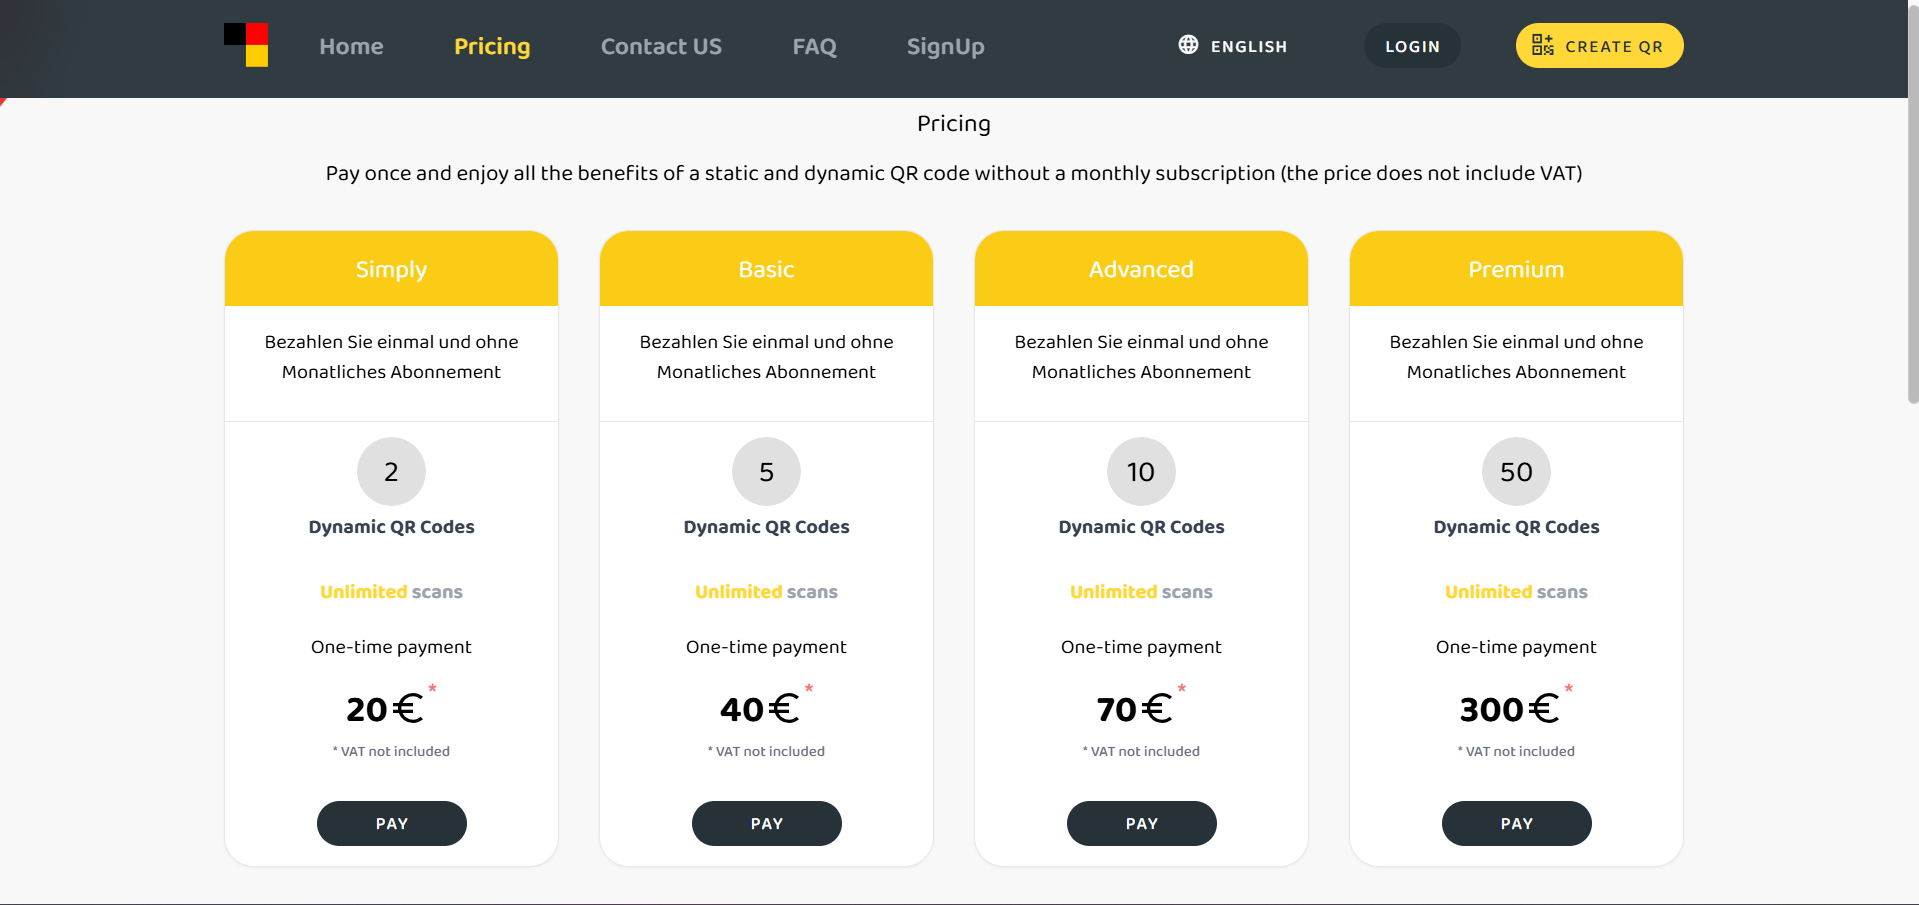 Home Pricing Contact US FAQ SignUp ENGLISH LOGIN CREATE QR
Pricing
Pay once and enjoy all the benefits of a static and dynamic QR code without a monthly subscription (the price does not include VAT)
Simply
Bezahlen Sie einmal und ohne
Monatliches Abonnement
2
Dynamic QR Codes
Unlimited scans
One-time payment
20€*
* VAT not included
PAY
Basic
Bezahlen Sie einmal und ohne
Monatliches Abonnement
5
Dynamic QR Codes
Unlimited scans
One-time payment
40€*
* VAT not included
PAY
Advanced
Bezahlen Sie einmal und ohne
Monatliches Abonnement
10
Dynamic QR Codes
Unlimited scans
One-time payment
70€*
* VAT not included
PAY
Premium
Bezahlen Sie einmal und ohne
Monatliches Abonnement
50
Dynamic QR Codes
Unlimited scans
One-time payment
300€*
* VAT not included
PAY